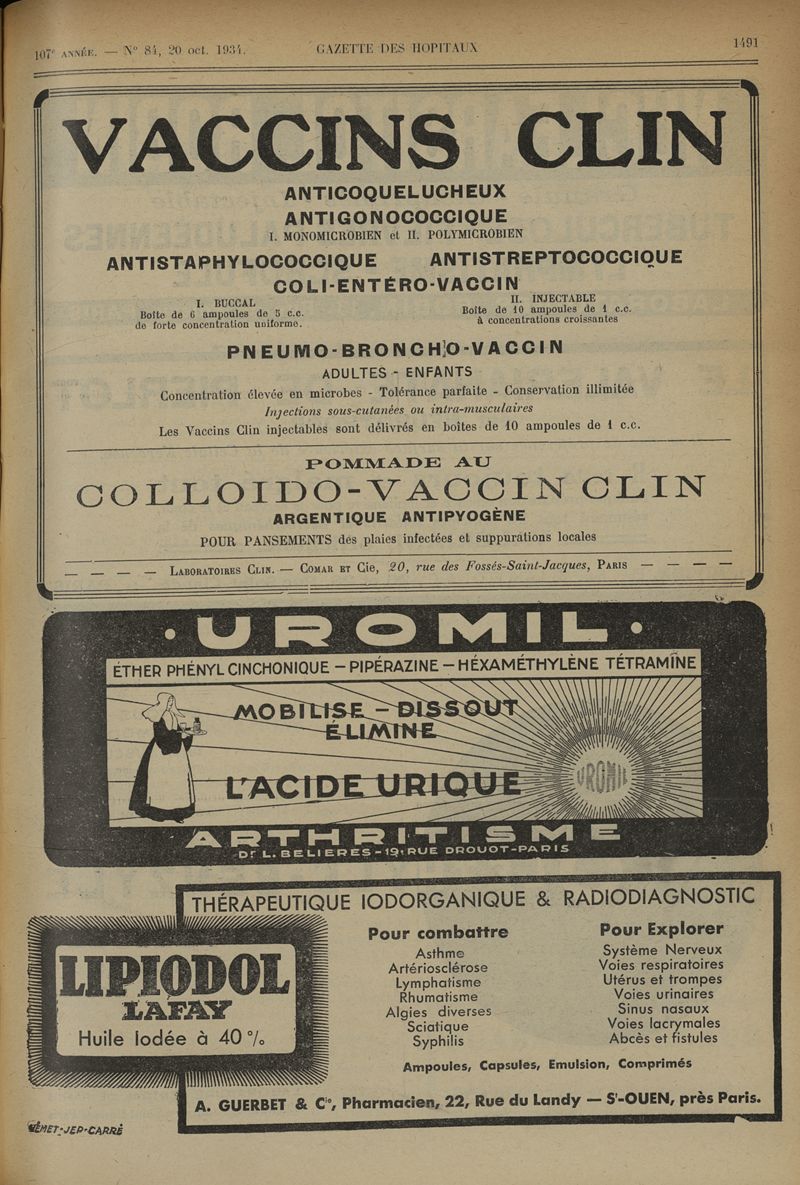 107e ANNÉE. — No 84, 20 oct. 1934.
GAZETTE DES HOPITAUX
1491
VACCINS CLIN
ANTICOQUELUCHEUX
ANTIGONOCOCCIQUE
I. MONOMICROBIEN et II. POLYMICROBIEN
ANTISTAPHYLOCOCCIQUE ANTISTREPTOCOCCIQUE
COLI-ENTÉRO-VACCIN
I. BUCCAL
Boîte de 6 ampoules de 5 c.c.
de forte concentration uniforme.
II. INJECTABLE
Boîte de 10 ampoules de 1 c.c.
à concentrations croissantes
PNEUMO-BRONCHO-VACCIN
ADULTES - ENFANTS
Concentration élevée en microbes - Tolérance parfaite - Conservation illimitée
Injections sous-cutanées ou intra-musculaires
Les Vaccins Clin injectables sont délivrés en boîtes de 10 ampoules de 1 c.c.
POMMADE AU
COLLOIDO-VACCIN CLIN
ARGENTIQUE ANTIPYOGÈNE
POUR PANSEMENTS des plaies infectées et suppurations locales
— — — — LABORATOIRES CLIN. — COMAR ET Cie, 20, rue des Fossés-Saint-Jacques, PARIS — — — —
· UROMIL ·
ÉTHER PHÉNYL CINCHONIQUE — PIPÉRAZINE — HÉXAMÉTHYLÈNE TÉTRAMÎNE
MOBILISE — DISSOUT
ÉLIMINE
L'ACIDE URIQUE
UROMIL
ARTHRITISME
Dr L. BELIERES - 19, RUE DROUOT - PARIS
THÉRAPEUTIQUE IODORGANIQUE & RADIODIAGNOSTIC
LIPIODOL
LAFAY
Huile Iodée à 40 %
Pour combattre
Asthme
Artériosclérose
Lymphatisme
Rhumatisme
Algies diverses
Sciatique
Syphilis
Pour Explorer
Système Nerveux
Voies respiratoires
Utérus et trompes
Voies urinaires
Sinus nasaux
Voies lacrymales
Abcès et fistules
Ampoules, Capsules, Emulsion, Comprimés
A. GUERBET & Cie, Pharmacien, 22, Rue du Landy — St-OUEN, près Paris.
NÉMET-JEP-CARRÉ